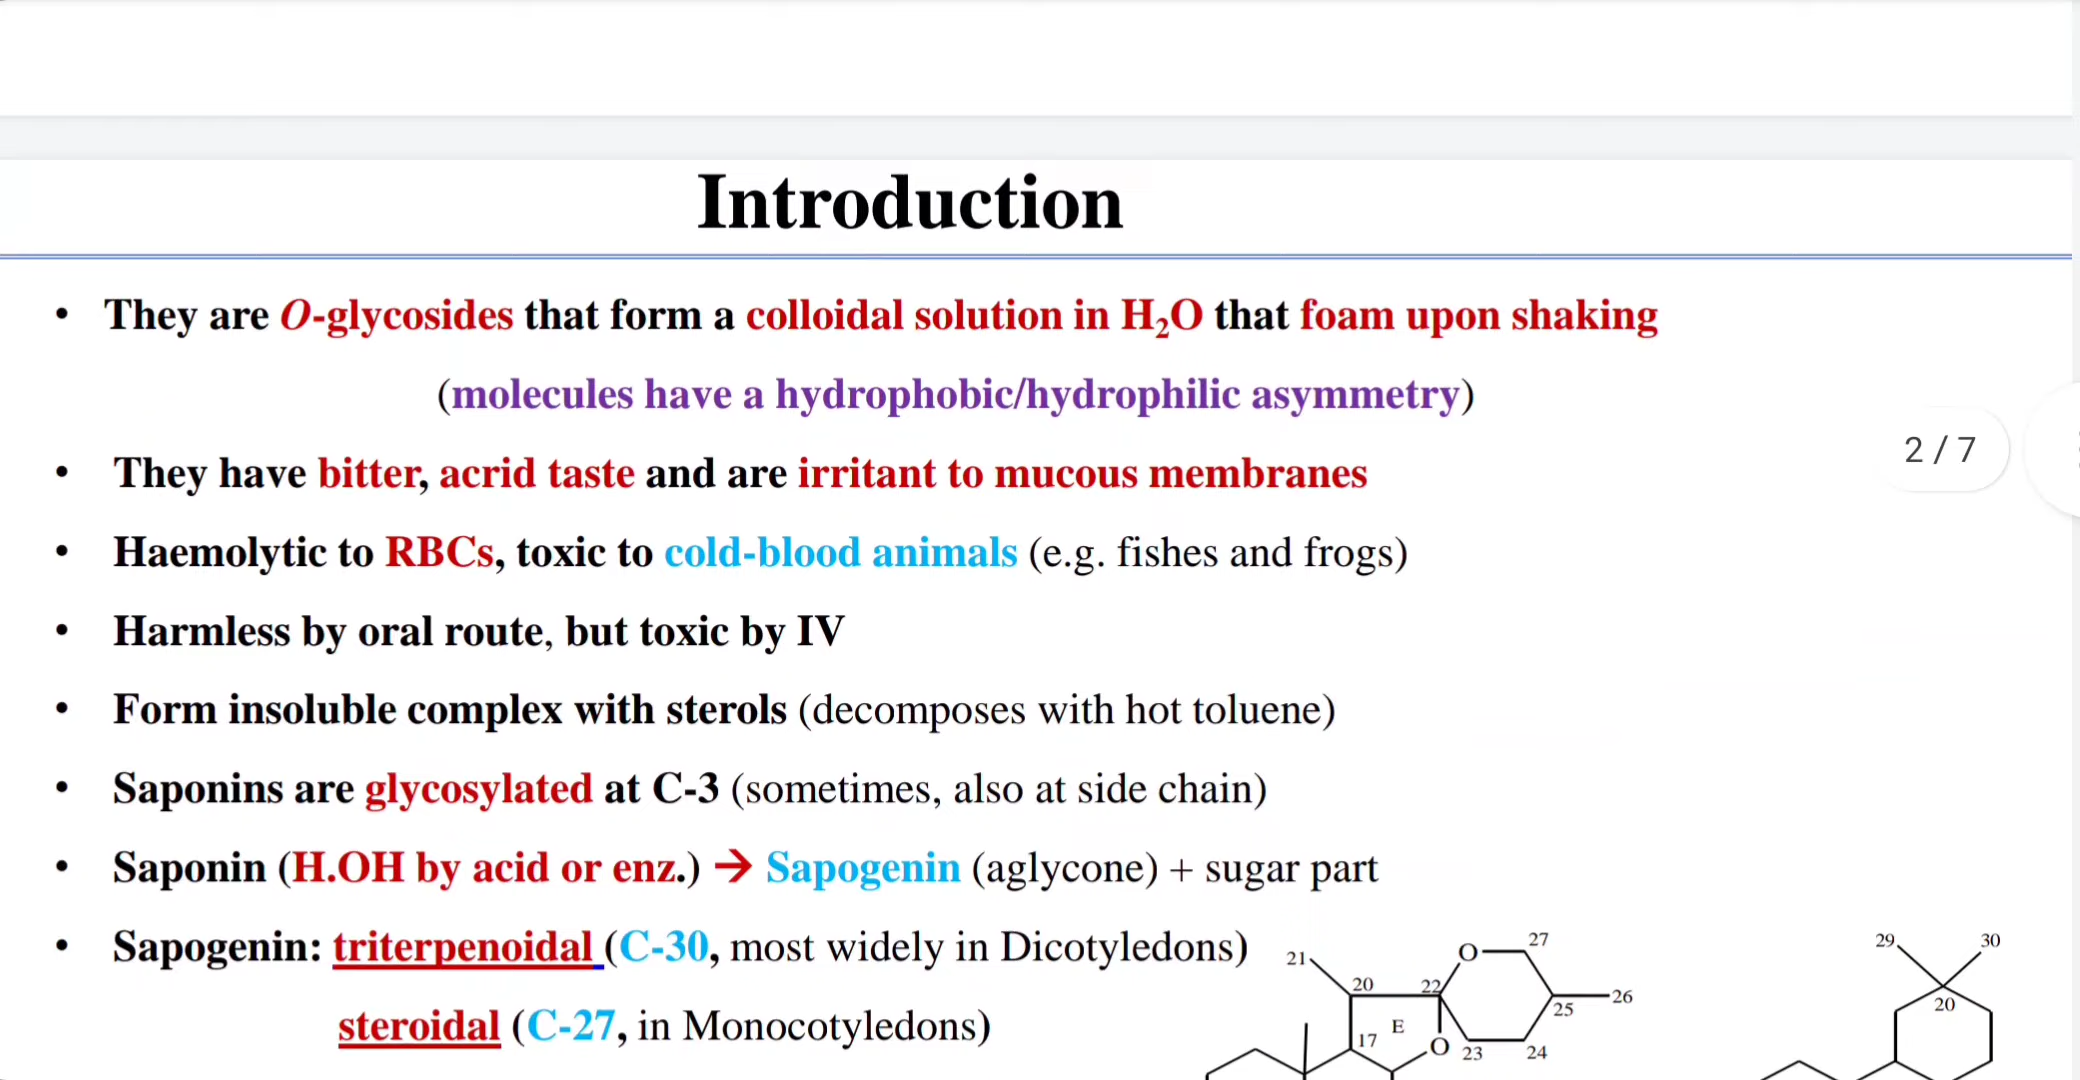 Introduction
• They are O-glycosides that form a colloidal solution in H₂O that foam upon shaking
(molecules have a hydrophobic/hydrophilic asymmetry)
2 / 7
• They have bitter, acrid taste and are irritant to mucous membranes
• Haemolytic to RBCs, toxic to cold-blood animals (e.g. fishes and frogs)
• Harmless by oral route, but toxic by IV
• Form insoluble complex with sterols (decomposes with hot toluene)
• Saponins are glycosylated at C-3 (sometimes, also at side chain)
• Saponin (H.OH by acid or enz.) → Sapogenin (aglycone) + sugar part
• Sapogenin: triterpenoidal (C-30, most widely in Dicotyledons)
steroidal (C-27, in Monocotyledons)
21 O 27
20 22 25 26
E
17 O 23 24
29 30
20